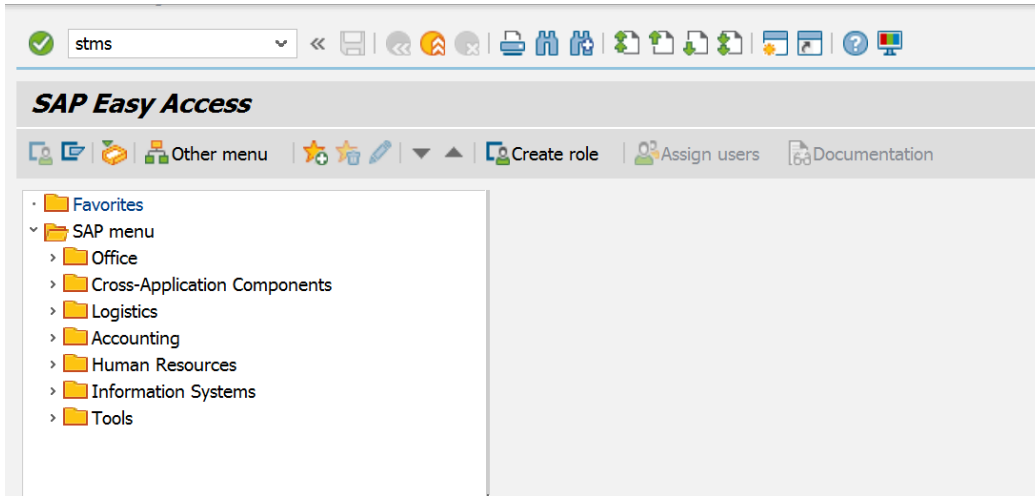 stms
SAP Easy Access
Other menu Create role Assign users Documentation
Favorites
SAP menu
Office
Cross-Application Components
Logistics
Accounting
Human Resources
Information Systems
Tools